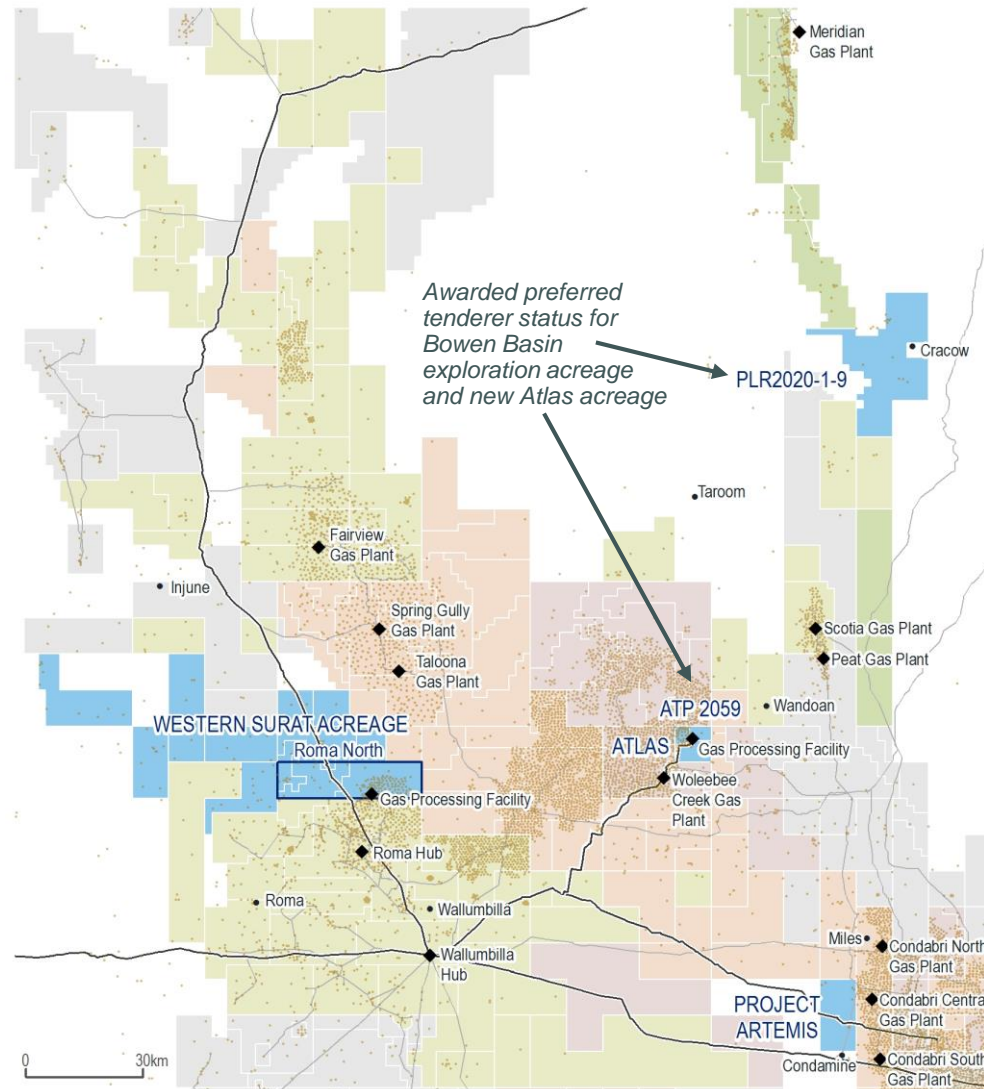 Meridian
Gas Plant
Awarded preferred
tenderer status for
Bowen Basin
exploration acreage
and new Atlas acreage
Cracow
PLR2020-1-9
Taroom
Fairview
Gas Plant
Injune
Spring Gully
Gas Plant
Scotia Gas Plant
Taloona
Gas Plant
Peat Gas Plant
ATP 2059
Wandoan
WESTERN SURAT ACREAGE
Roma North
ATLAS
Gas Processing Facility
Woleebee
Creek Gas
Plant
Gas Processing Facility
Roma Hub
Roma
Wallumbilla
Miles
Condabri North
Gas Plant
Wallumbilla
Hub
PROJECT
ARTEMIS
Condabri Central
Gas Plant
Condamine
Condabri South
Gas Plant
0 30km